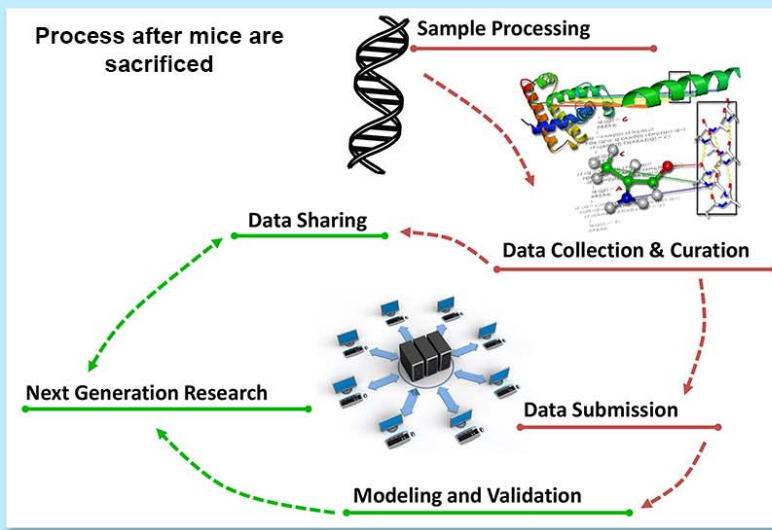 Process after mice are
sacrificed
Sample Processing
Data Collection & Curation
Data Sharing
Next Generation Research
Data Submission
Modeling and Validation